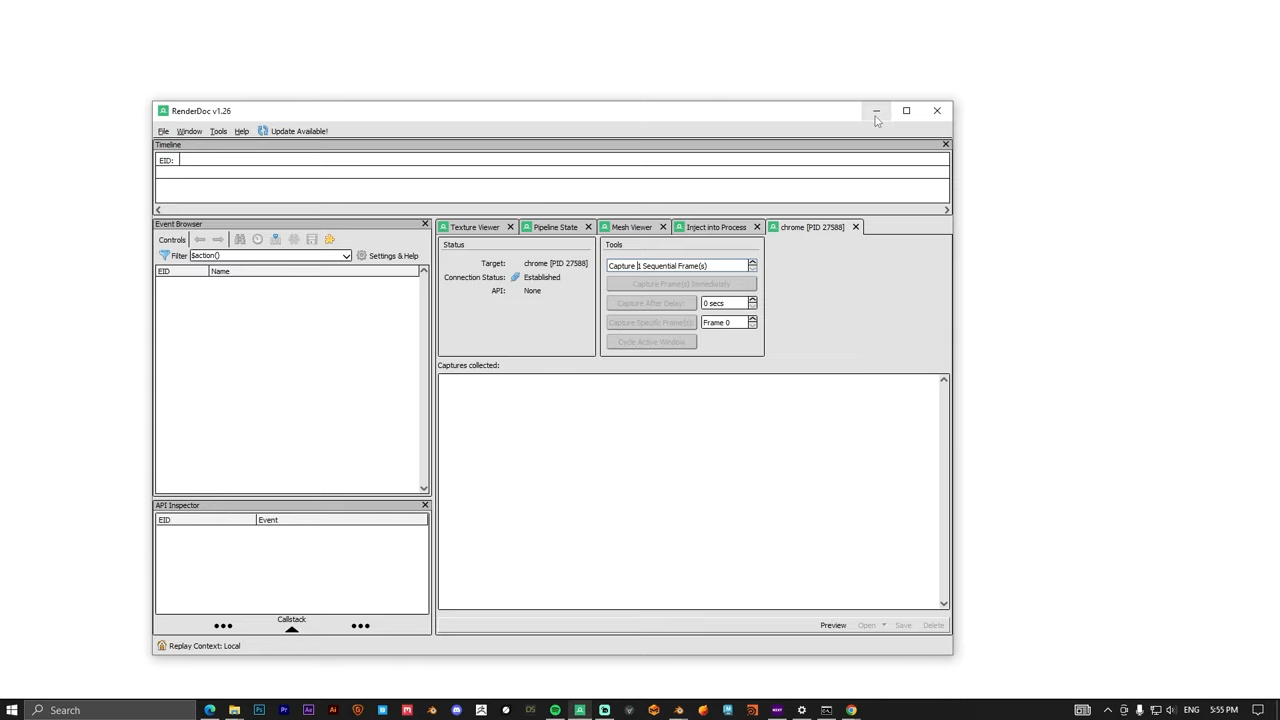 RenderDoc v1.26
File Window Tools Help Update Available!
Timeline
EID:
Event Browser
Controls
Filter $action() Settings & Help
EID Name
API Inspector
EID Event
Callstack
Texture Viewer Pipeline State Mesh Viewer Inject into Process chrome [PID 27588]
Status
Target: chrome [PID 27588]
Connection Status: Established
API: None
Tools
Capture 1 Sequential Frame(s)
Capture Frame(s) Immediately
Capture After Delay: 0 secs
Capture Specific Frame(s): Frame 0
Cycle Active Window
Captures collected:
Preview Open Save Delete
Replay Context: Local
Search
Ps Pr Ae Ai
ENG 5:55 PM